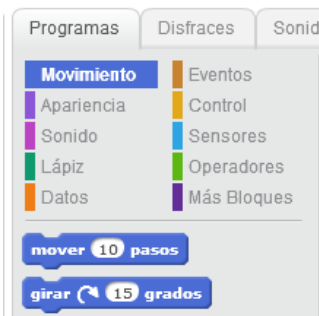 Programas Disfraces Sonid
Movimiento Eventos
Apariencia Control
Sonido Sensores
Lápiz Operadores
Datos Más Bloques
mover 10 pasos
girar 15 grados